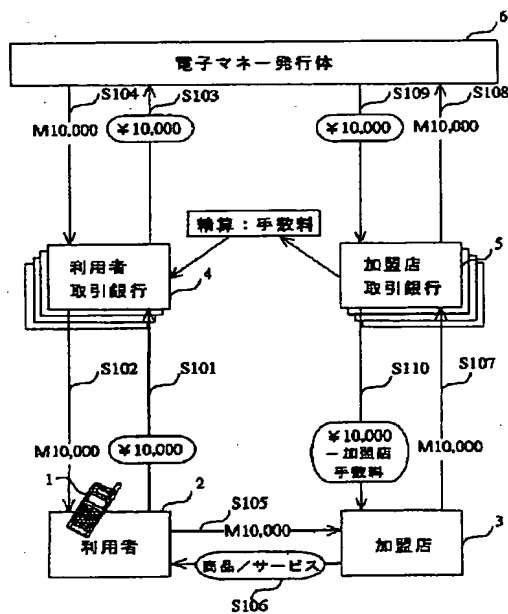 6
電子マネー発行体
S104
S103
S109
S108
M10,000
¥10,000
¥10,000
M10,000
輸算：手数料
利用者
取引銀行
4
加盟店
取引銀行
5
S102
S101
S110
S107
M10,000
¥10,000
¥10,000
−加盟店
手数料
M10,000
1
2
S105
M10,000
3
利用者
加盟店
商品／サービス
S106